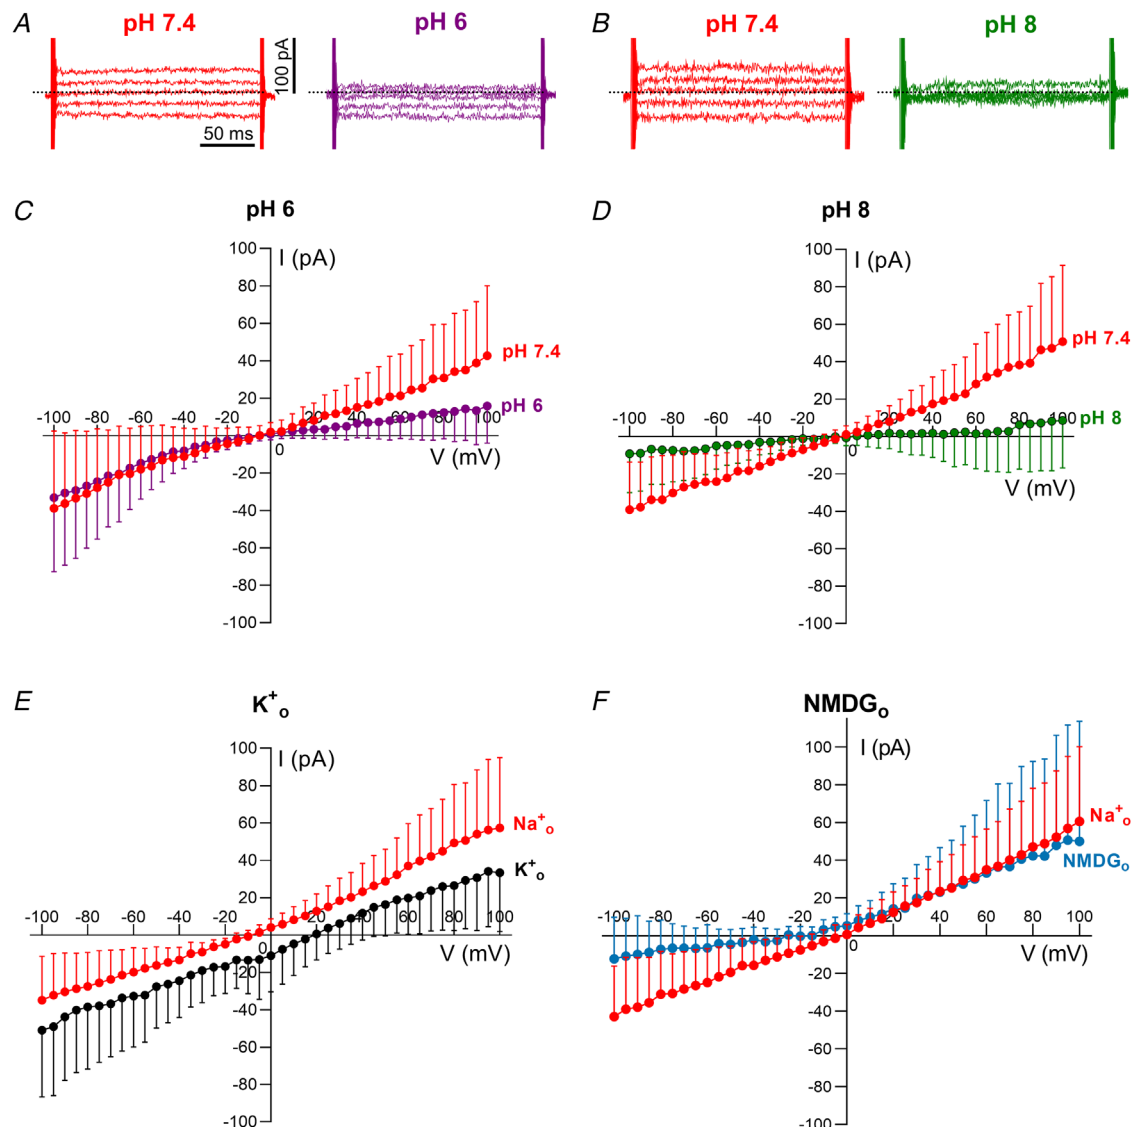 A pH 7.4 pH 6 B pH 7.4 pH 8
100 pA
50 ms
C pH 6 D pH 8
100 I (pA) 100 I (pA)
80 80
60 60
40 pH 7.4 40 pH 7.4
20 20
-100 -80 -60 -40 -20 20 40 60 80 100 pH 6 -100 -80 -60 -40 -20 20 40 60 80 100 pH 8
0 V (mV) 0
-20 -20 V (mV)
-40 -40
-60 -60
-80 -80
-100 -100
E K⁺ₒ F NMDGₒ
100 I (pA) 100 I (pA)
80 80
60 Na⁺ₒ 60 Na⁺ₒ
40 K⁺ₒ 40 NMDGₒ
20 20
-100 -80 -60 -40 -20 20 40 60 80 100 -100 -80 -60 -40 -20 20 40 60 80 100
0 V (mV) 0 V (mV)
-20 -20
-40 -40
-60 -60
-80 -80
-100 -100